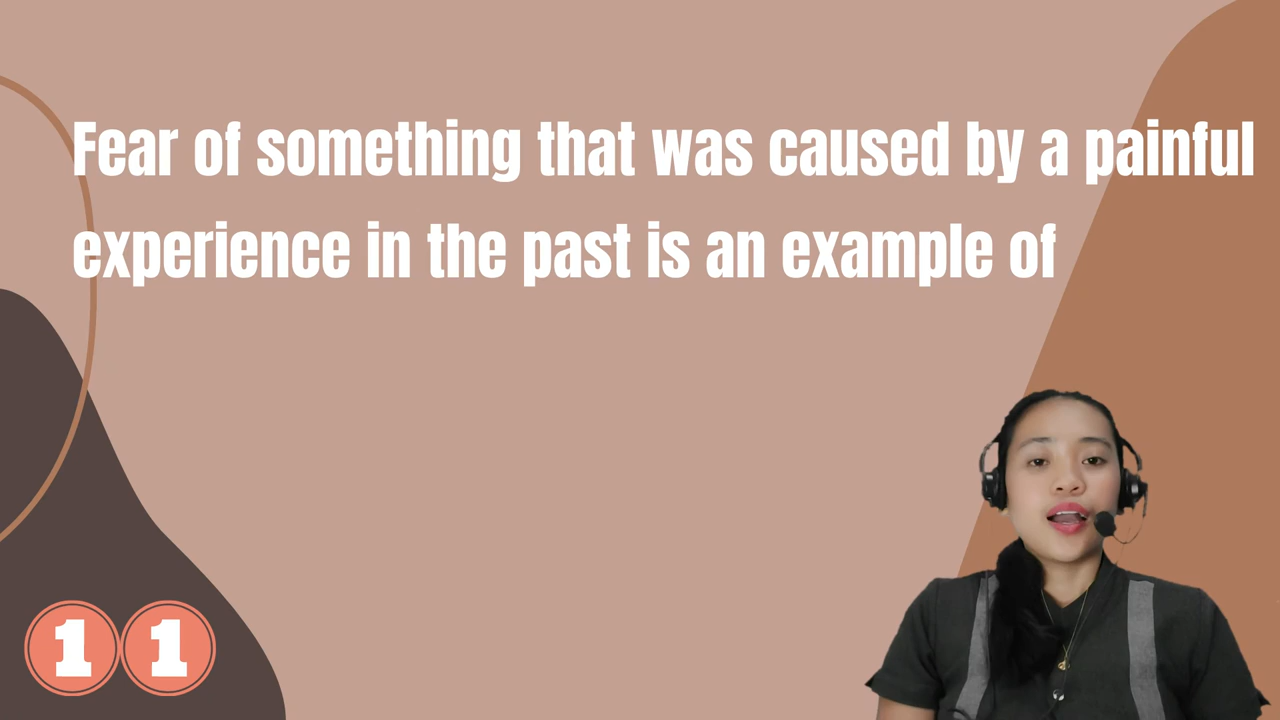 Fear of something that was caused by a painful
experience in the past is an example of
11